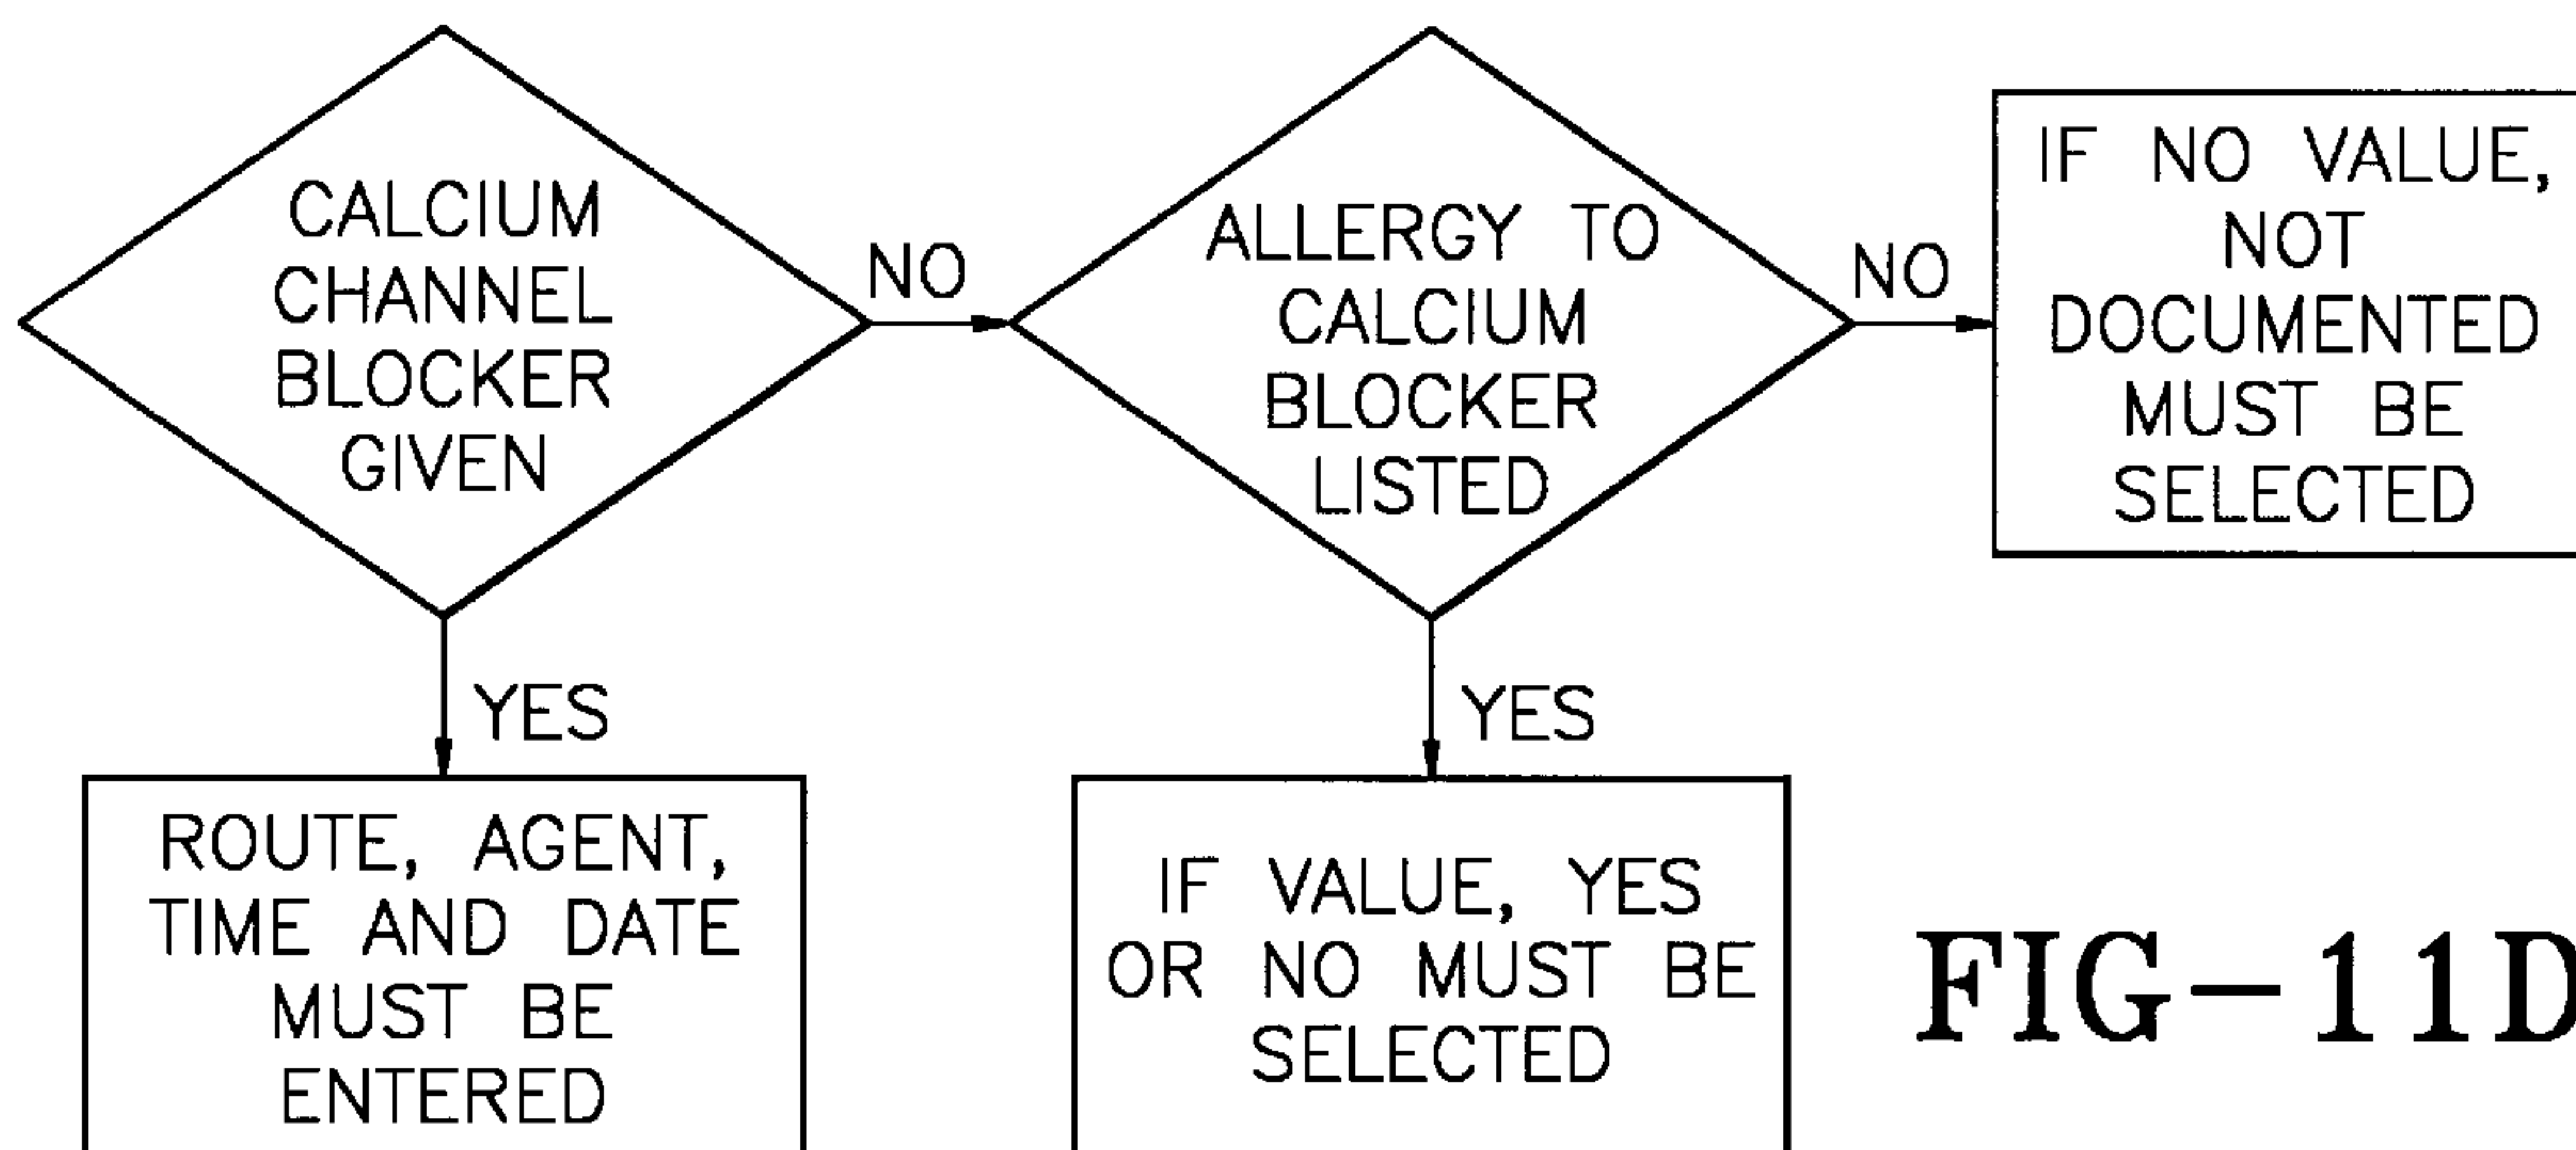 CALCIUM
CHANNEL
BLOCKER
GIVEN
NO
ALLERGY TO
CALCIUM
BLOCKER
LISTED
NO
IF NO VALUE,
NOT
DOCUMENTED
MUST BE
SELECTED
YES
ROUTE, AGENT,
TIME AND DATE
MUST BE
ENTERED
YES
IF VALUE, YES
OR NO MUST BE
SELECTED
FIG-11D